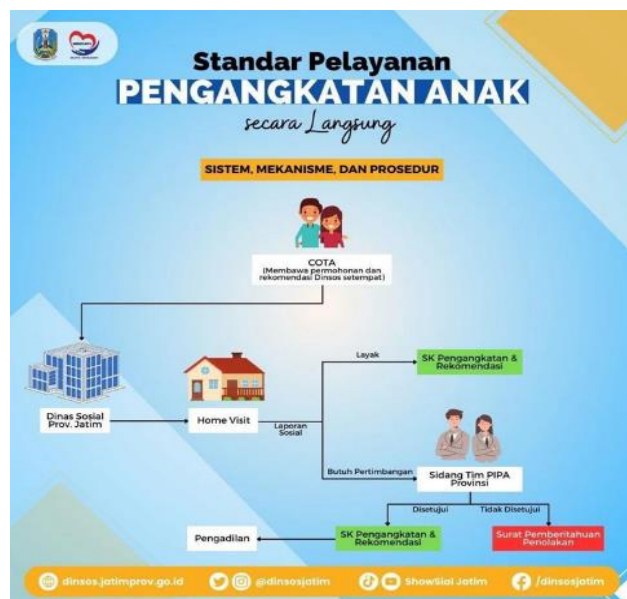 Standar Pelayanan
PENGANGKATAN ANAK
secara Langsung
SISTEM, MEKANISME, DAN PROSEDUR
COTA
(Membawa permohonan dan
rekomendasi Dinsos setempat)
Layak
SK Pengangkatan &
Rekomendasi
Dinas Sosial
Prov. Jatim
Home Visit
Laporan
Sosial
Butuh Pertimbangan
Sidang Tim PIPA
Provinsi
Disetujui
Tidak Disetujui
Pengadilan
SK Pengangkatan &
Rekomendasi
Surat Pemberitahuan
Penolakan
dinsos.jatimprov.go.id
@dinsosjatim
ShowSial Jatim
/dinsosjatim